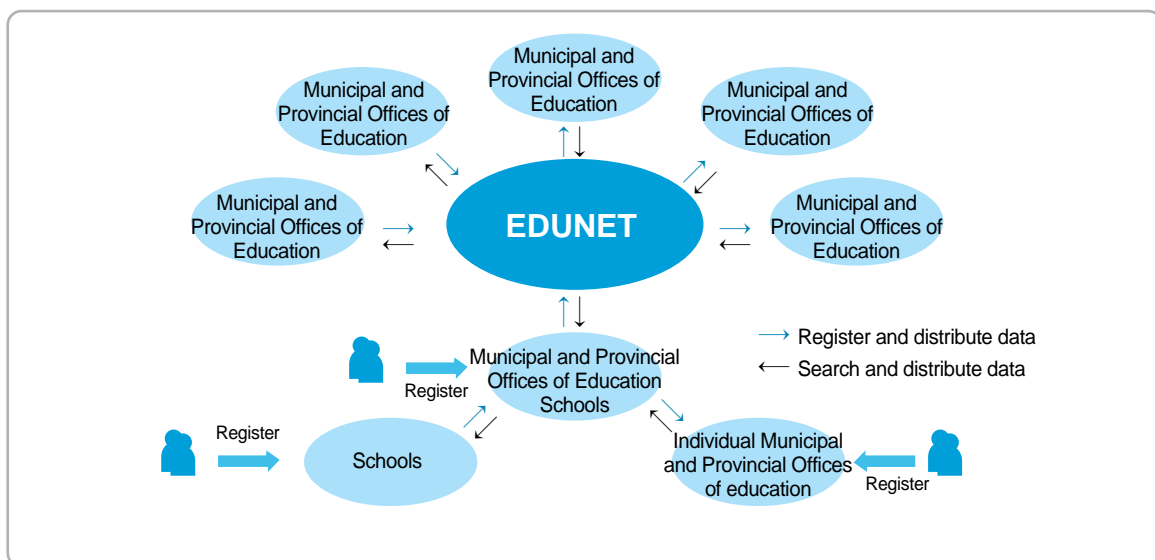 Municipal and
Provincial Offices of
Education
Municipal and
Provincial Offices of
Education
Municipal and
Provincial Offices of
Education
Municipal and
Provincial Offices of
Education
Municipal and
Provincial Offices of
Education
EDUNET
Municipal and Provincial
Offices of Education
Schools
Register
→ Register and distribute data
← Search and distribute data
Register
Schools
Individual Municipal
and Provincial Offices
of education
Register